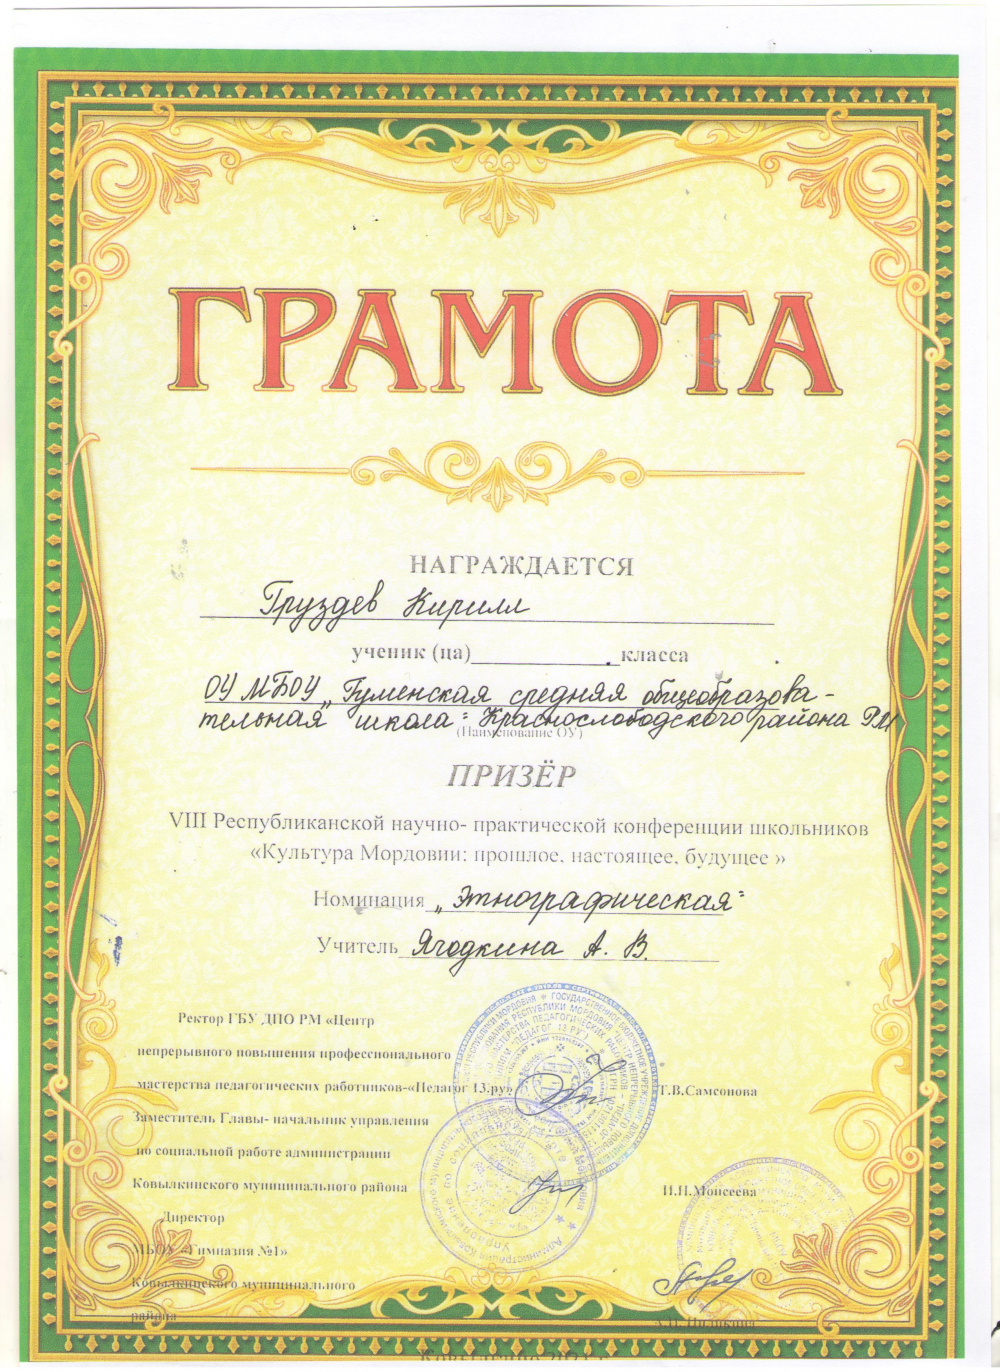 ГРАМОТА
НАГРАЖДАЕТСЯ
Груздев Кирилл
ученик (ца)____________класса
ОУ МБОУ „Гуменская средняя общеобразова-
тельная школа" Краснослободского района РМ
(Наименование ОУ)
ПРИЗЁР
VIII Республиканской научно- практической конференции школьников
«Культура Мордовии: прошлое, настоящее, будущее »
Номинация „Этнографическая"
Учитель Ягодкина А. В.
Ректор ГБУ ДПО РМ «Центр
непрерывного повышения профессионального
мастерства педагогических работников-«Педагог 13.ру» Т.В.Самсонова
Заместитель Главы- начальник управления
по социальной работе администрации
Ковылкинского муниципального района И.Н.Моисеева
Директор
МБОУ «Гимназия №1»
Ковылкинского муниципального
района